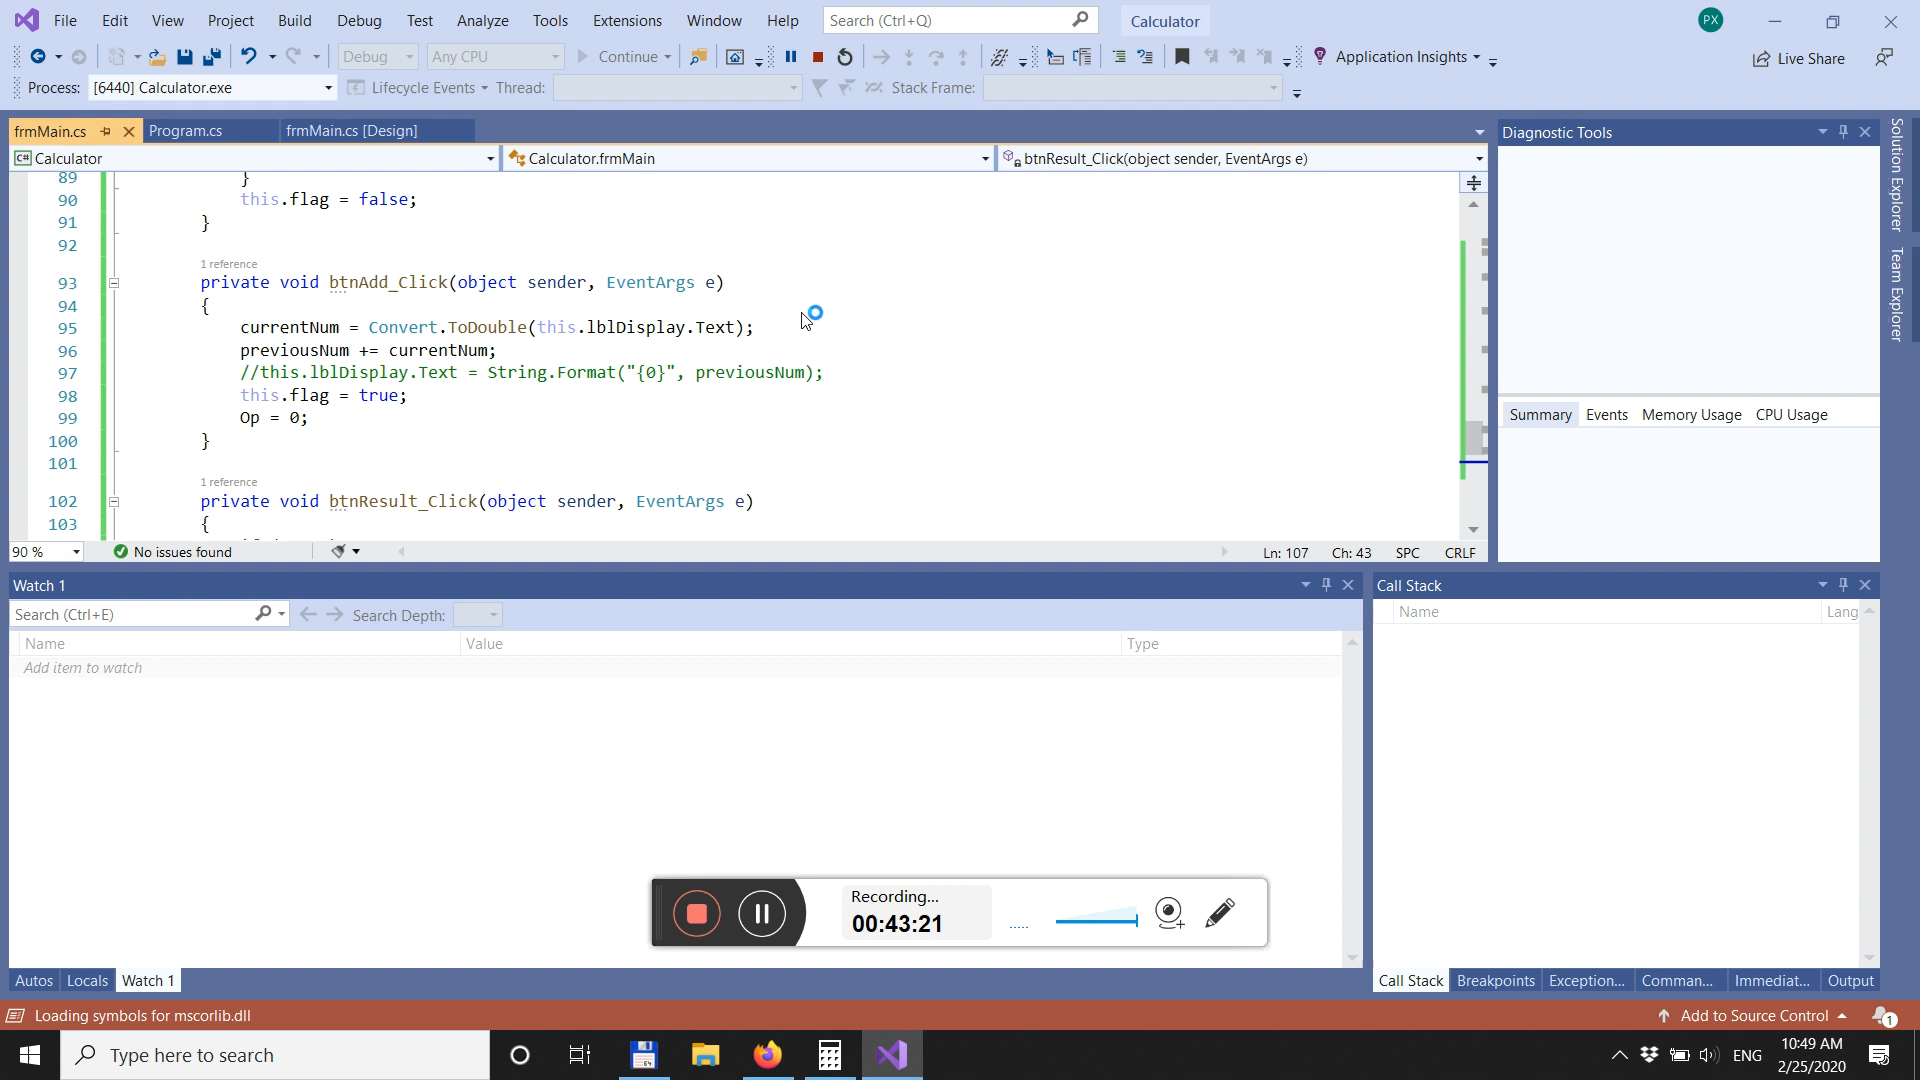 File Edit View Project Build Debug Test Analyze Tools Extensions Window Help Search (Ctrl+Q) Calculator PX
Debug Any CPU Continue Application Insights Live Share
Process: [6440] Calculator.exe Lifecycle Events Thread: Stack Frame:
frmMain.cs Program.cs frmMain.cs [Design]
C# Calculator Calculator.frmMain btnResult_Click(object sender, EventArgs e)
89 }
90 this.flag = false;
91 }
92
1 reference
93 private void btnAdd_Click(object sender, EventArgs e)
94 {
95 currentNum = Convert.ToDouble(this.lblDisplay.Text);
96 previousNum += currentNum;
97 //this.lblDisplay.Text = String.Format("{0}", previousNum);
98 this.flag = true;
99 Op = 0;
100 }
101
1 reference
102 private void btnResult_Click(object sender, EventArgs e)
103 {
90 % No issues found Ln: 107 Ch: 43 SPC CRLF
Diagnostic Tools
Summary Events Memory Usage CPU Usage
Solution Explorer
Team Explorer
Watch 1
Search (Ctrl+E) Search Depth:
Name Value Type
Add item to watch
Call Stack
Name Lang
Recording...
00:43:21
Autos Locals Watch 1
Call Stack Breakpoints Exception... Comman... Immediat... Output
Loading symbols for mscorlib.dll Add to Source Control 1
Type here to search 64 ENG 10:49 AM
2/25/2020